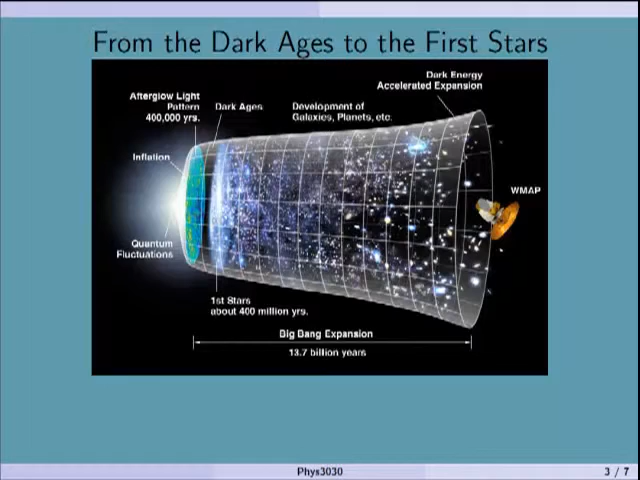 From the Dark Ages to the First Stars
Dark Energy
Accelerated Expansion
Afterglow Light
Pattern
400,000 yrs.
Dark Ages
Development of
Galaxies, Planets, etc.
Inflation
WMAP
Quantum
Fluctuations
1st Stars
about 400 million yrs.
Big Bang Expansion
13.7 billion years
Phys3030
3 / 7